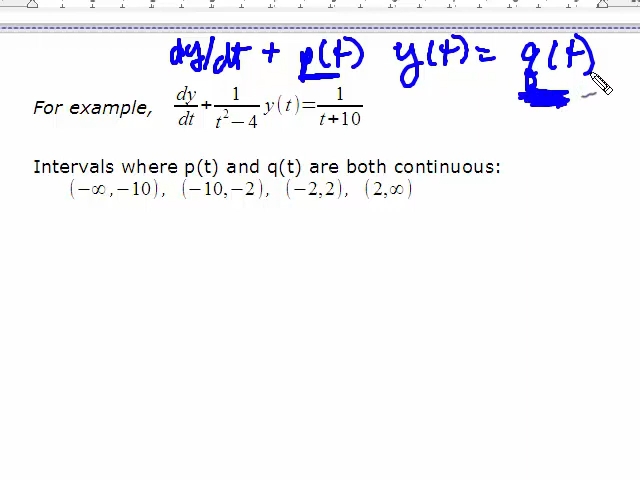 dy/dt + p(t) y(t) = q(t)
For example, dy/dt + 1/(t² − 4) y(t) = 1/(t + 10)
Intervals where p(t) and q(t) are both continuous:
(−∞, −10), (−10, −2), (−2, 2), (2, ∞)